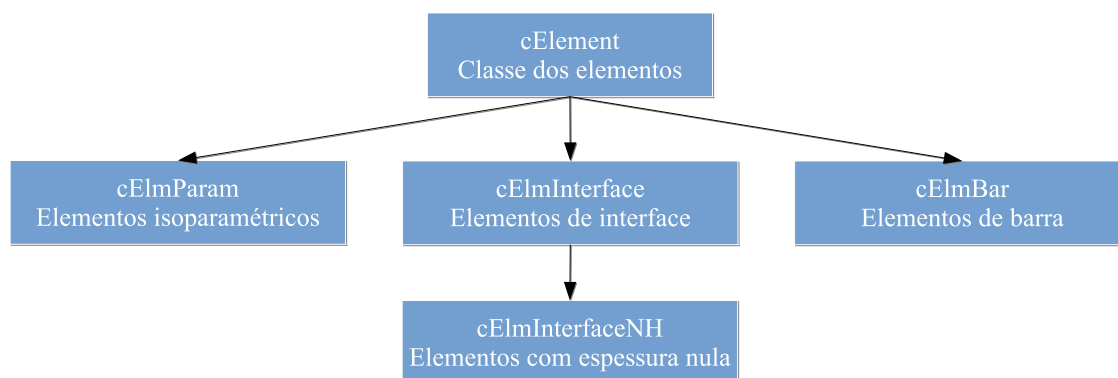 cElement
Classe dos elementos
cElmParam
Elementos isoparamétricos
cElmInterface
Elementos de interface
cElmBar
Elementos de barra
cElmInterfaceNH
Elementos com espessura nula